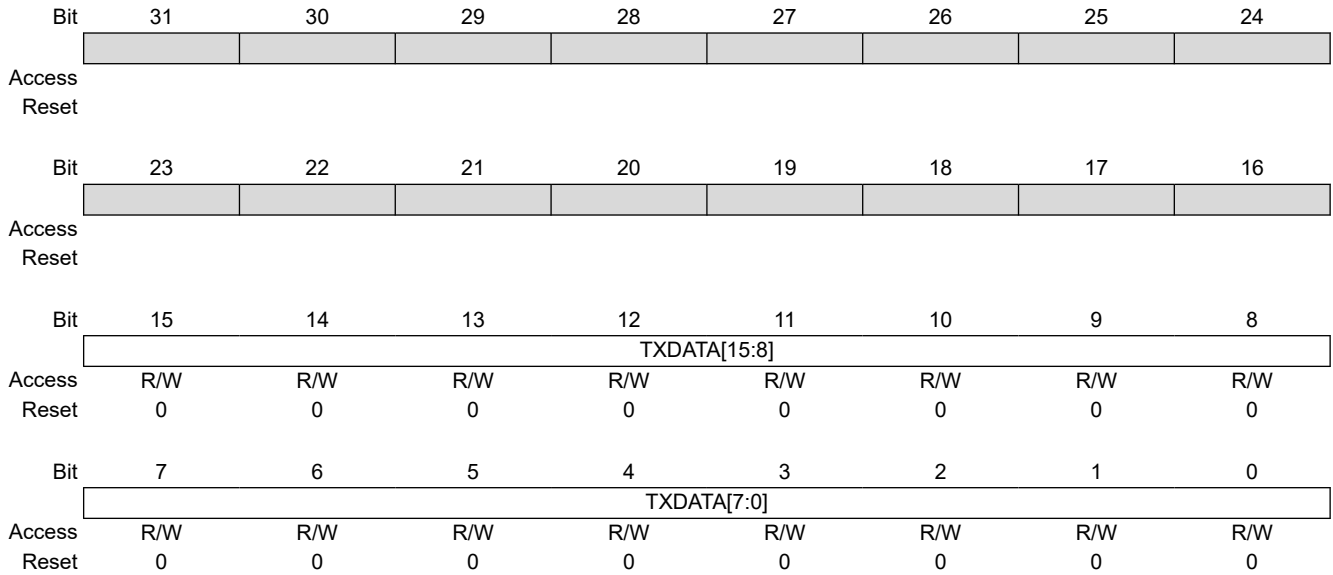 Bit 31 30 29 28 27 26 25 24
Access
Reset
Bit 23 22 21 20 19 18 17 16
Access
Reset
Bit 15 14 13 12 11 10 9 8
TXDATA[15:8]
Access R/W R/W R/W R/W R/W R/W R/W R/W
Reset 0 0 0 0 0 0 0 0
Bit 7 6 5 4 3 2 1 0
TXDATA[7:0]
Access R/W R/W R/W R/W R/W R/W R/W R/W
Reset 0 0 0 0 0 0 0 0